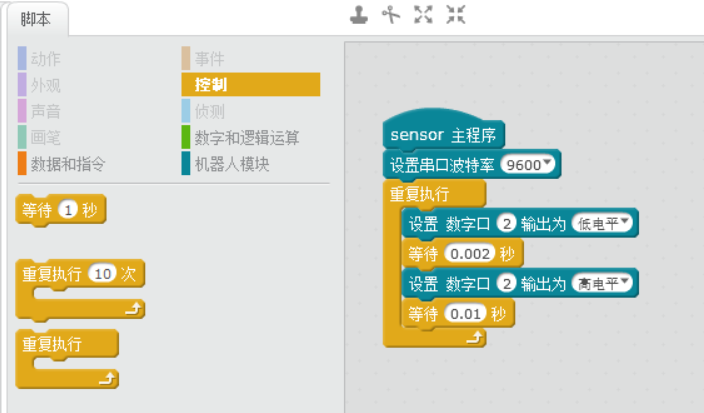 脚本
动作
事件
外观
控制
声音
侦测
画笔
数字和逻辑运算
数据和指令
机器人模块
等待 1 秒
重复执行 10 次
重复执行
sensor 主程序
设置串口波特率 9600
重复执行
设置 数字口 2 输出为 低电平
等待 0.002 秒
设置 数字口 2 输出为 高电平
等待 0.01 秒